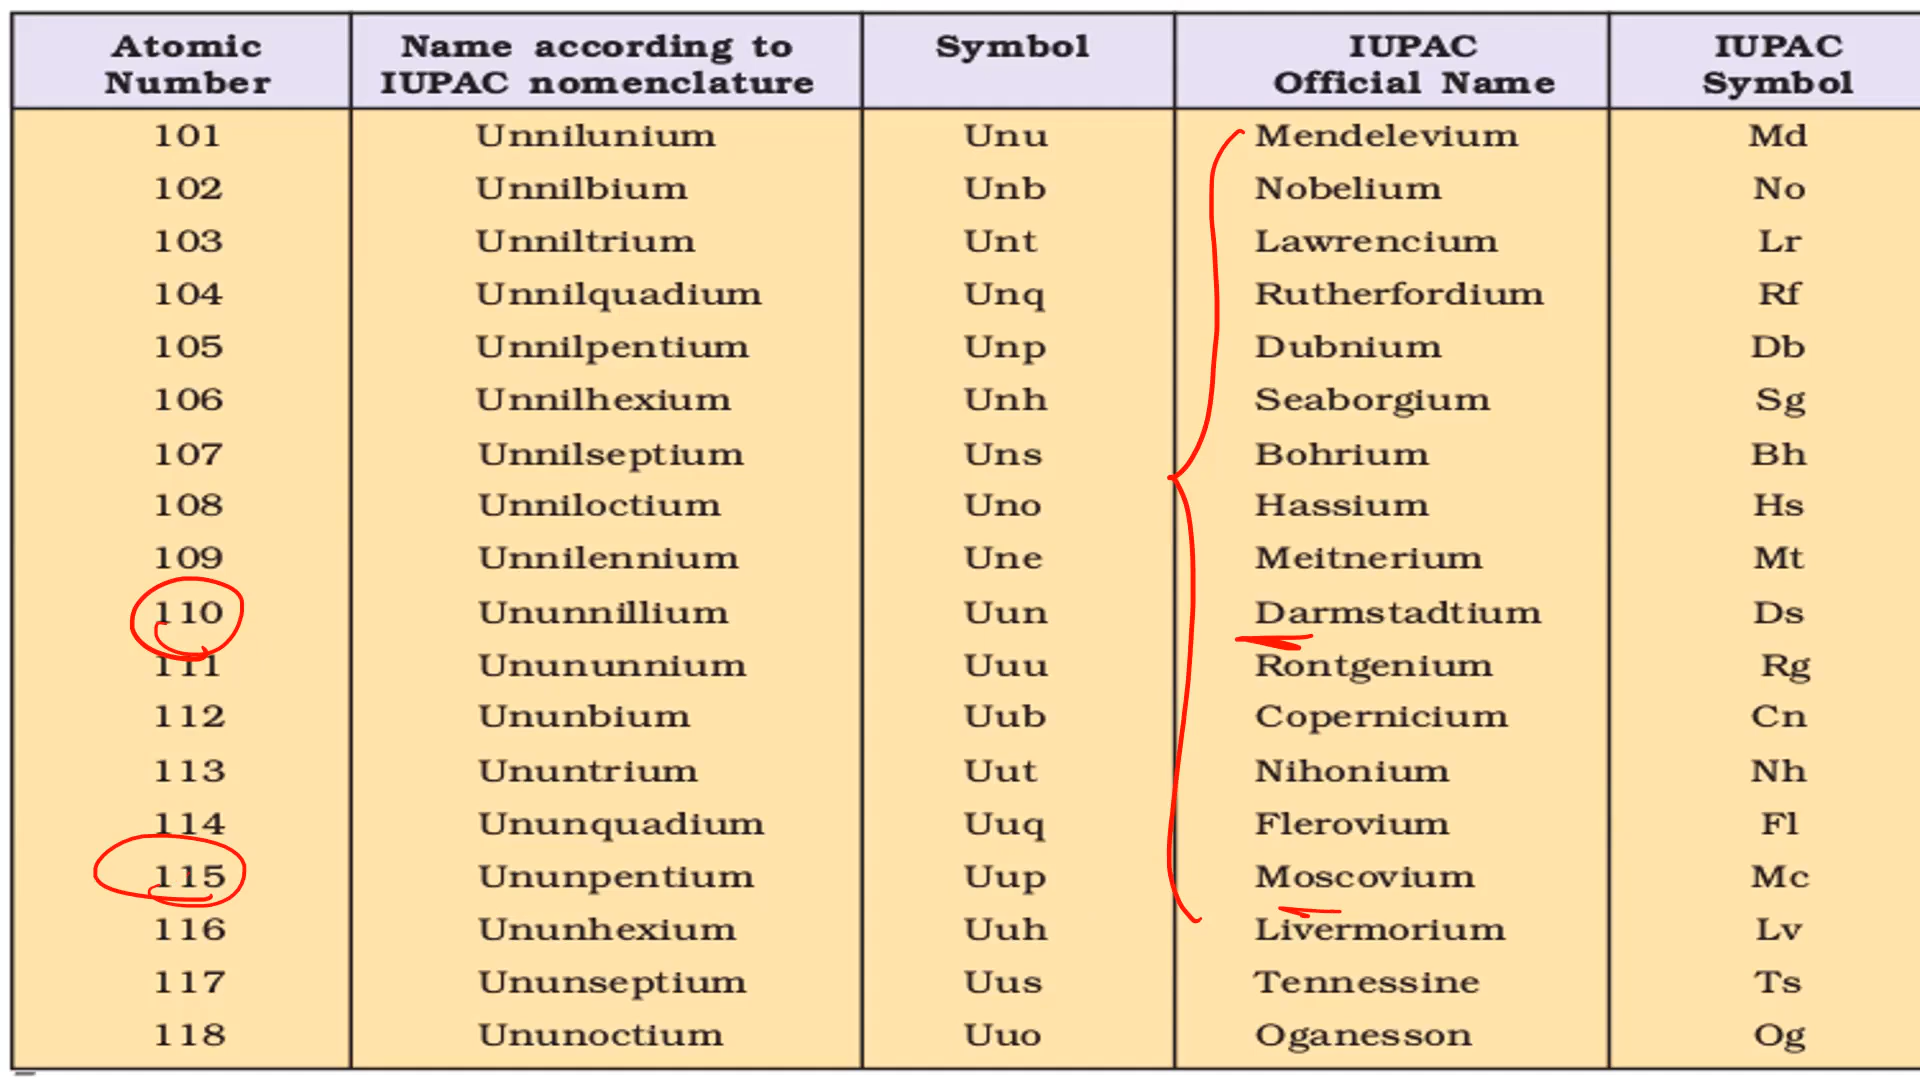 Atomic Number Name according to IUPAC nomenclature Symbol IUPAC Official Name IUPAC Symbol
101 Unnilunium Unu Mendelevium Md
102 Unnilbium Unb Nobelium No
103 Unniltrium Unt Lawrencium Lr
104 Unnilquadium Unq Rutherfordium Rf
105 Unnilpentium Unp Dubnium Db
106 Unnilhexium Unh Seaborgium Sg
107 Unnilseptium Uns Bohrium Bh
108 Unniloctium Uno Hassium Hs
109 Unnilennium Une Meitnerium Mt
110 Ununnillium Uun Darmstadtium Ds
111 Unununnium Uuu Rontgenium Rg
112 Ununbium Uub Copernicium Cn
113 Ununtrium Uut Nihonium Nh
114 Ununquadium Uuq Flerovium Fl
115 Ununpentium Uup Moscovium Mc
116 Ununhexium Uuh Livermorium Lv
117 Ununseptium Uus Tennessine Ts
118 Ununoctium Uuo Oganesson Og